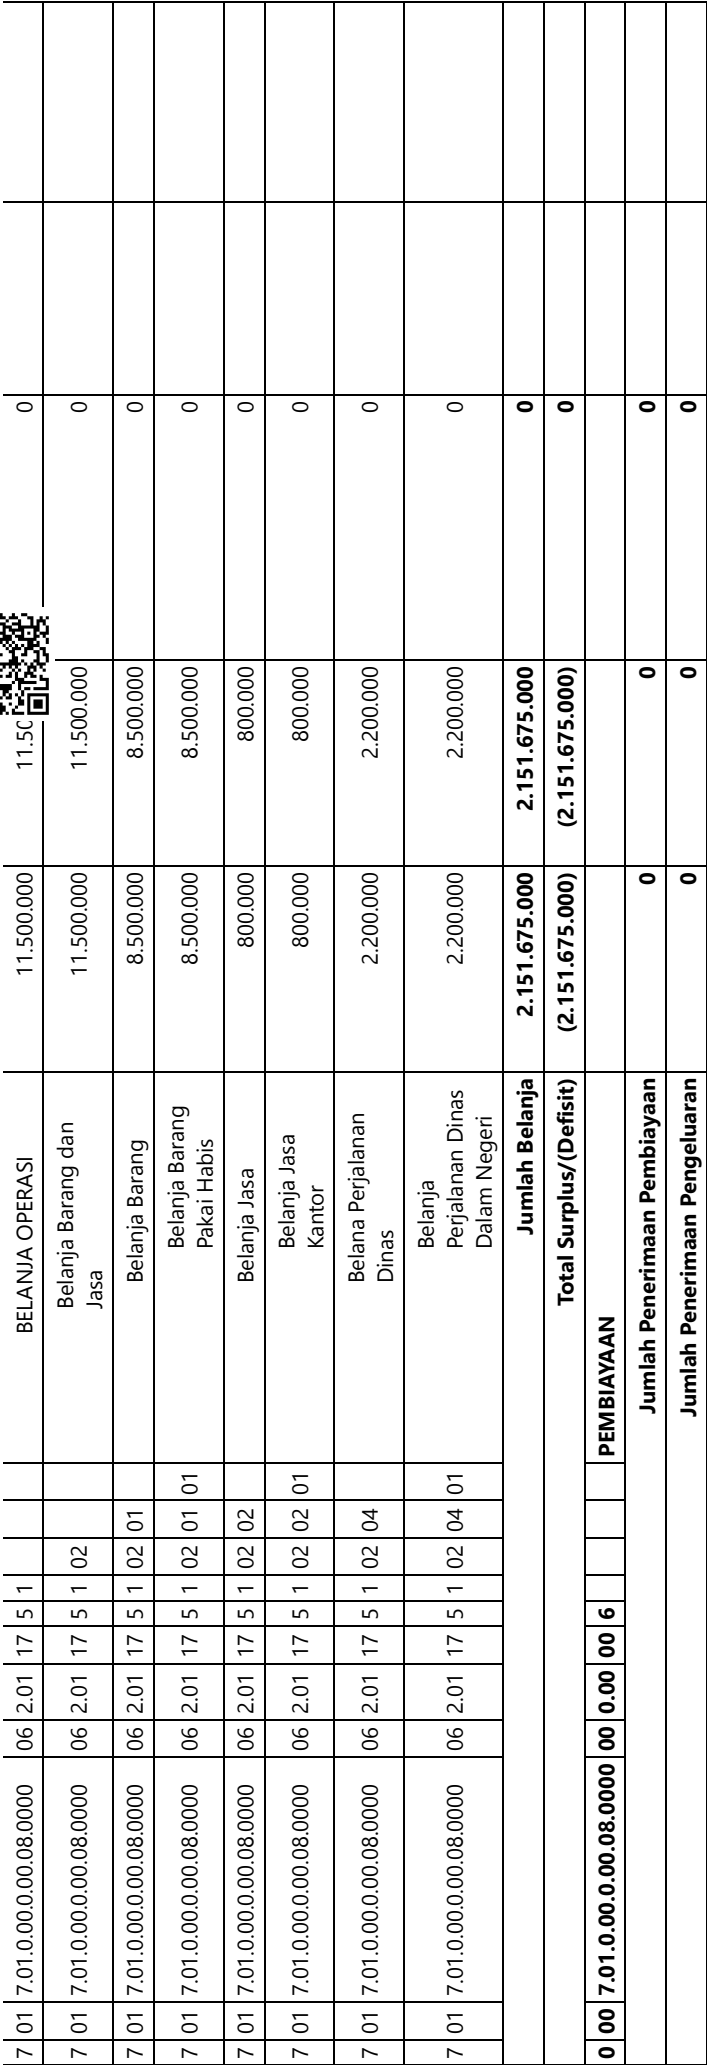 7 01 7.01.0.00.0.00.08.0000 06 2.01 17 5 1 BELANJA OPERASI 11.500.000 11.50 0
7 01 7.01.0.00.0.00.08.0000 06 2.01 17 5 1 02 Belanja Barang dan 11.500.000 11.500.000 0
Jasa
7 01 7.01.0.00.0.00.08.0000 06 2.01 17 5 1 02 01 Belanja Barang 8.500.000 8.500.000 0
7 01 7.01.0.00.0.00.08.0000 06 2.01 17 5 1 02 01 01 Belanja Barang 8.500.000 8.500.000 0
Pakai Habis
7 01 7.01.0.00.0.00.08.0000 06 2.01 17 5 1 02 02 Belanja Jasa 800.000 800.000 0
7 01 7.01.0.00.0.00.08.0000 06 2.01 17 5 1 02 02 01 Belanja Jasa 800.000 800.000 0
Kantor
7 01 7.01.0.00.0.00.08.0000 06 2.01 17 5 1 02 04 Belana Perjalanan 2.200.000 2.200.000 0
Dinas
7 01 7.01.0.00.0.00.08.0000 06 2.01 17 5 1 02 04 01 Belanja 2.200.000 2.200.000 0
Perjalanan Dinas
Dalam Negeri
Jumlah Belanja 2.151.675.000 2.151.675.000 0
Total Surplus/(Defisit) (2.151.675.000) (2.151.675.000) 0
0 00 7.01.0.00.0.00.08.0000 00 0.00 00 6 PEMBIAYAAN
Jumlah Penerimaan Pembiayaan 0 0 0
Jumlah Penerimaan Pengeluaran 0 0 0